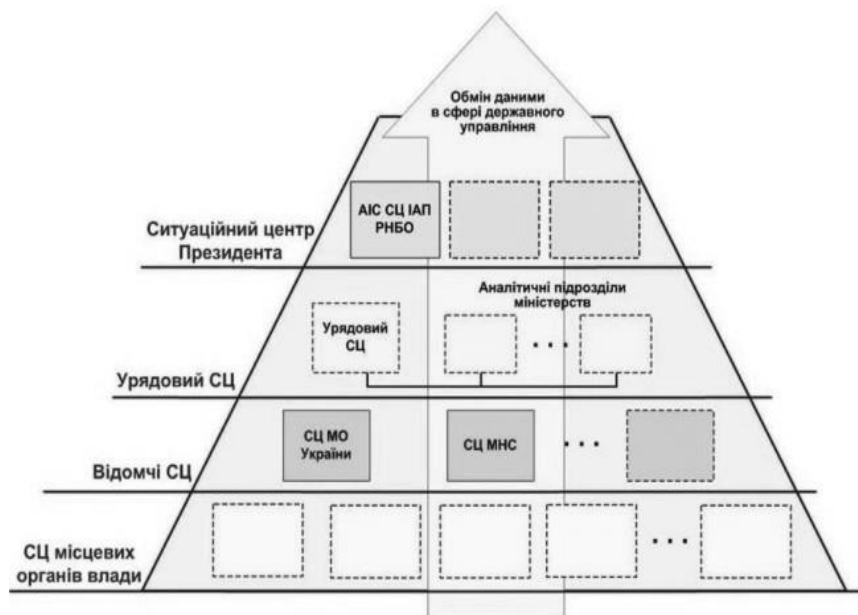 Обмін даними
в сфері державного
управління
АІС СЦ ІАП
РНБО
Ситуаційний центр
Президента
Аналітичні підрозділи
міністерств
Урядовий
СЦ
Урядовий СЦ
СЦ МО
України
СЦ МНС
Відомчі СЦ
СЦ місцевих
органів влади